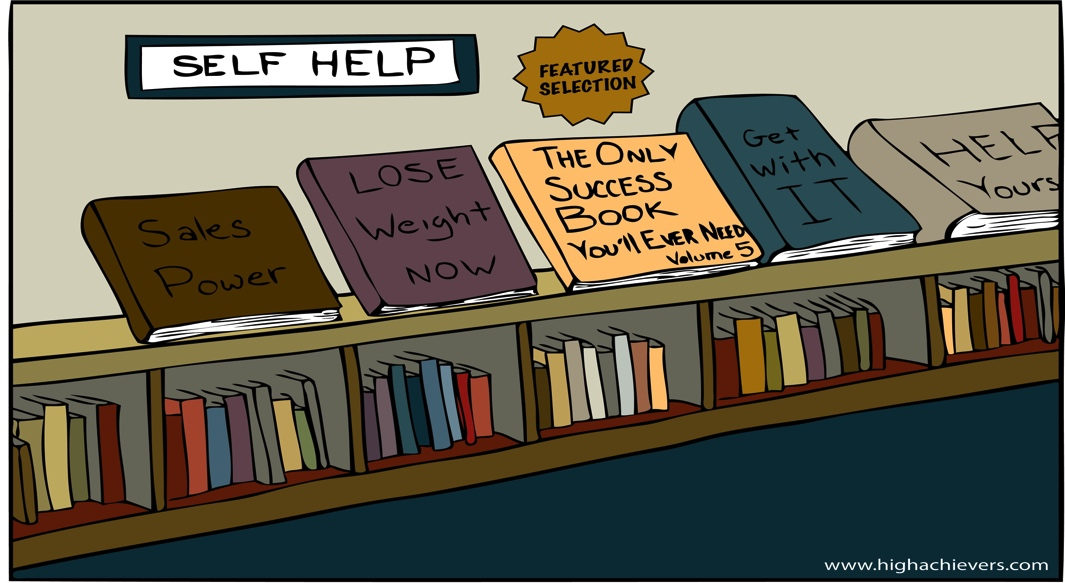 SELF HELP
FEATURED
SELECTION
Sales
Power
LOSE
Weight
NOW
THE ONLY
SUCCESS
BOOK
YOU'll EVER NEED
Volume 5
Get
with
IT
HELP
Yours
www.highachievers.com